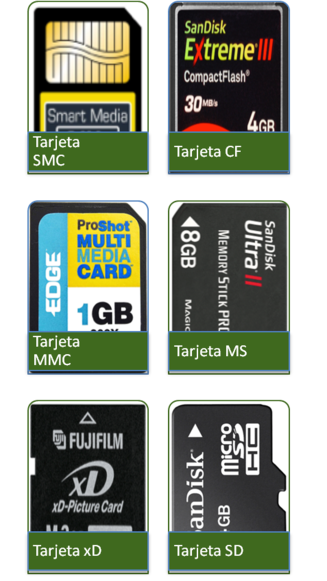 Smart Media
Tarjeta
SMC
SanDisk
Extreme III
CompactFlash®
30MB/s
4GB
Tarjeta CF
ProShot
MULTI
MEDIA
CARD
EDGE
1GB
Tarjeta
MMC
SanDisk
Ultra II
MEMORY STICK PRO
8GB
Tarjeta MS
FUJIFILM
xD
xD-Picture Card
Tarjeta xD
Micro
SD
HC
GB
Tarjeta SD